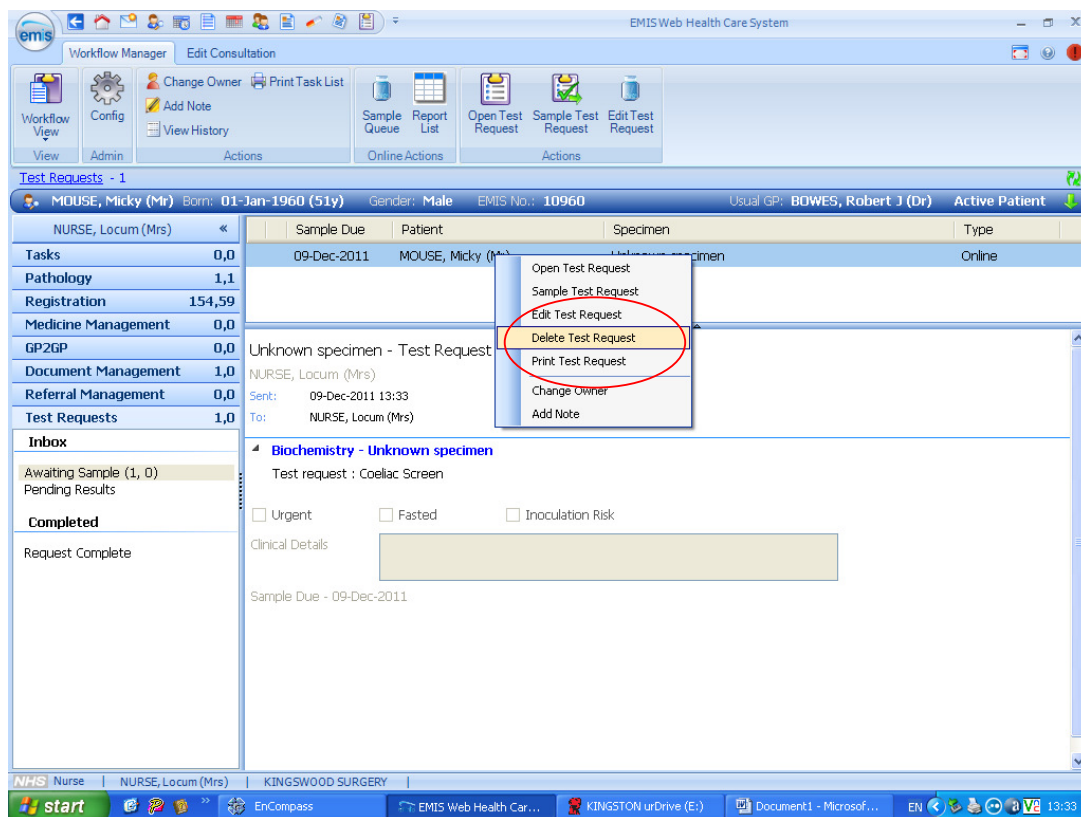 emis
EMIS Web Health Care System
Workflow Manager Edit Consultation
Workflow View
Config
Change Owner
Add Note
View History
Print Task List
Sample Queue
Report List
Open Test Request
Sample Test Request
Edit Test Request
View Admin Actions Online Actions Actions
Test Requests - 1
MOUSE, Micky (Mr) Born: 01-Jan-1960 (51y) Gender: Male EMIS No.: 10960 Usual GP: BOWES, Robert J (Dr) Active Patient
NURSE, Locum (Mrs) «
Tasks 0,0
Pathology 1,1
Registration 154,59
Medicine Management 0,0
GP2GP 0,0
Document Management 1,0
Referral Management 0,0
Test Requests 1,0
Inbox
Awaiting Sample (1, 0)
Pending Results
Completed
Request Complete
Sample Due Patient Specimen Type
09-Dec-2011 MOUSE, Micky (Mr) Unknown specimen Online
Open Test Request
Sample Test Request
Edit Test Request
Delete Test Request
Print Test Request
Change Owner
Add Note
Unknown specimen - Test Request
NURSE, Locum (Mrs)
Sent: 09-Dec-2011 13:33
To: NURSE, Locum (Mrs)
Biochemistry - Unknown specimen
Test request : Coeliac Screen
Urgent Fasted Inoculation Risk
Clinical Details
Sample Due - 09-Dec-2011
NHS Nurse | NURSE, Locum (Mrs) | KINGSWOOD SURGERY |
start » EnCompass EMIS Web Health Car... KINGSTON urDrive (E:) Document1 - Microsof... EN 13:33